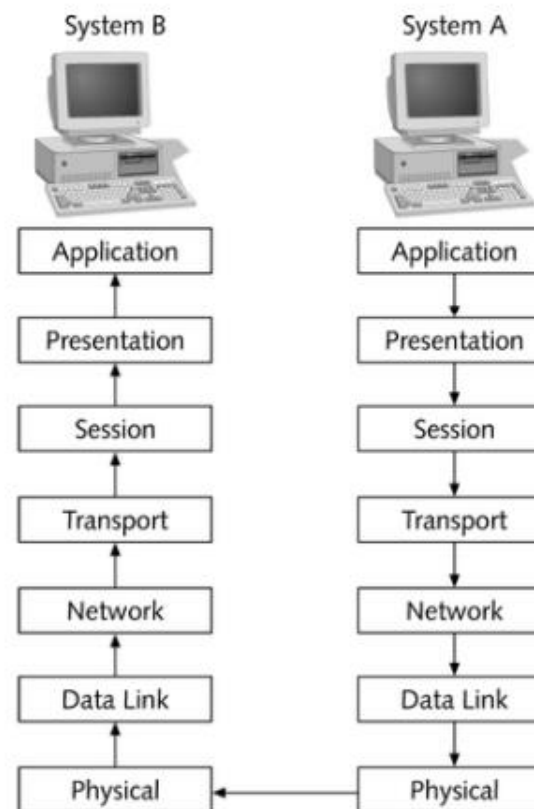 System B
System A
Application
Application
Presentation
Presentation
Session
Session
Transport
Transport
Network
Network
Data Link
Data Link
Physical
Physical